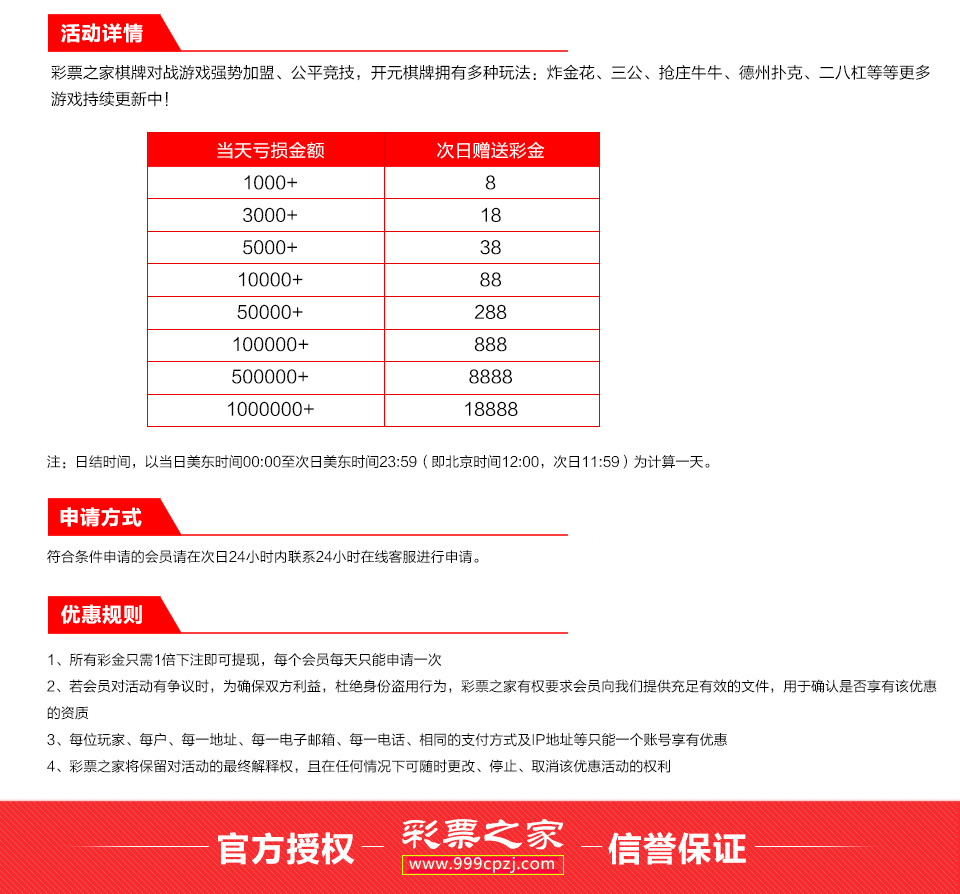 活动详情
彩票之家棋牌对战游戏强势加盟、公平竞技，开元棋牌拥有多种玩法：炸金花、三公、抢庄牛牛、德州扑克、二八杠等等更多
游戏持续更新中！
当天亏损金额 次日赠送彩金
1000+ 8
3000+ 18
5000+ 38
10000+ 88
50000+ 288
100000+ 888
500000+ 8888
1000000+ 18888
注：日结时间，以当日美东时间00:00至次日美东时间23:59（即北京时间12:00，次日11:59）为计算一天。
申请方式
符合条件申请的会员请在次日24小时内联系24小时在线客服进行申请。
优惠规则
1、所有彩金只需1倍下注即可提现，每个会员每天只能申请一次
2、若会员对活动有争议时，为确保双方利益，杜绝身份盗用行为，彩票之家有权要求会员向我们提供充足有效的文件，用于确认是否享有该优惠
的资质
3、每位玩家、每户、每一地址、每一电子邮箱、每一电话、相同的支付方式及IP地址等只能一个账号享有优惠
4、彩票之家将保留对活动的最终解释权，且在任何情况下可随时更改、停止、取消该优惠活动的权利
官方授权 彩票之家 信誉保证
www.999cpzj.com